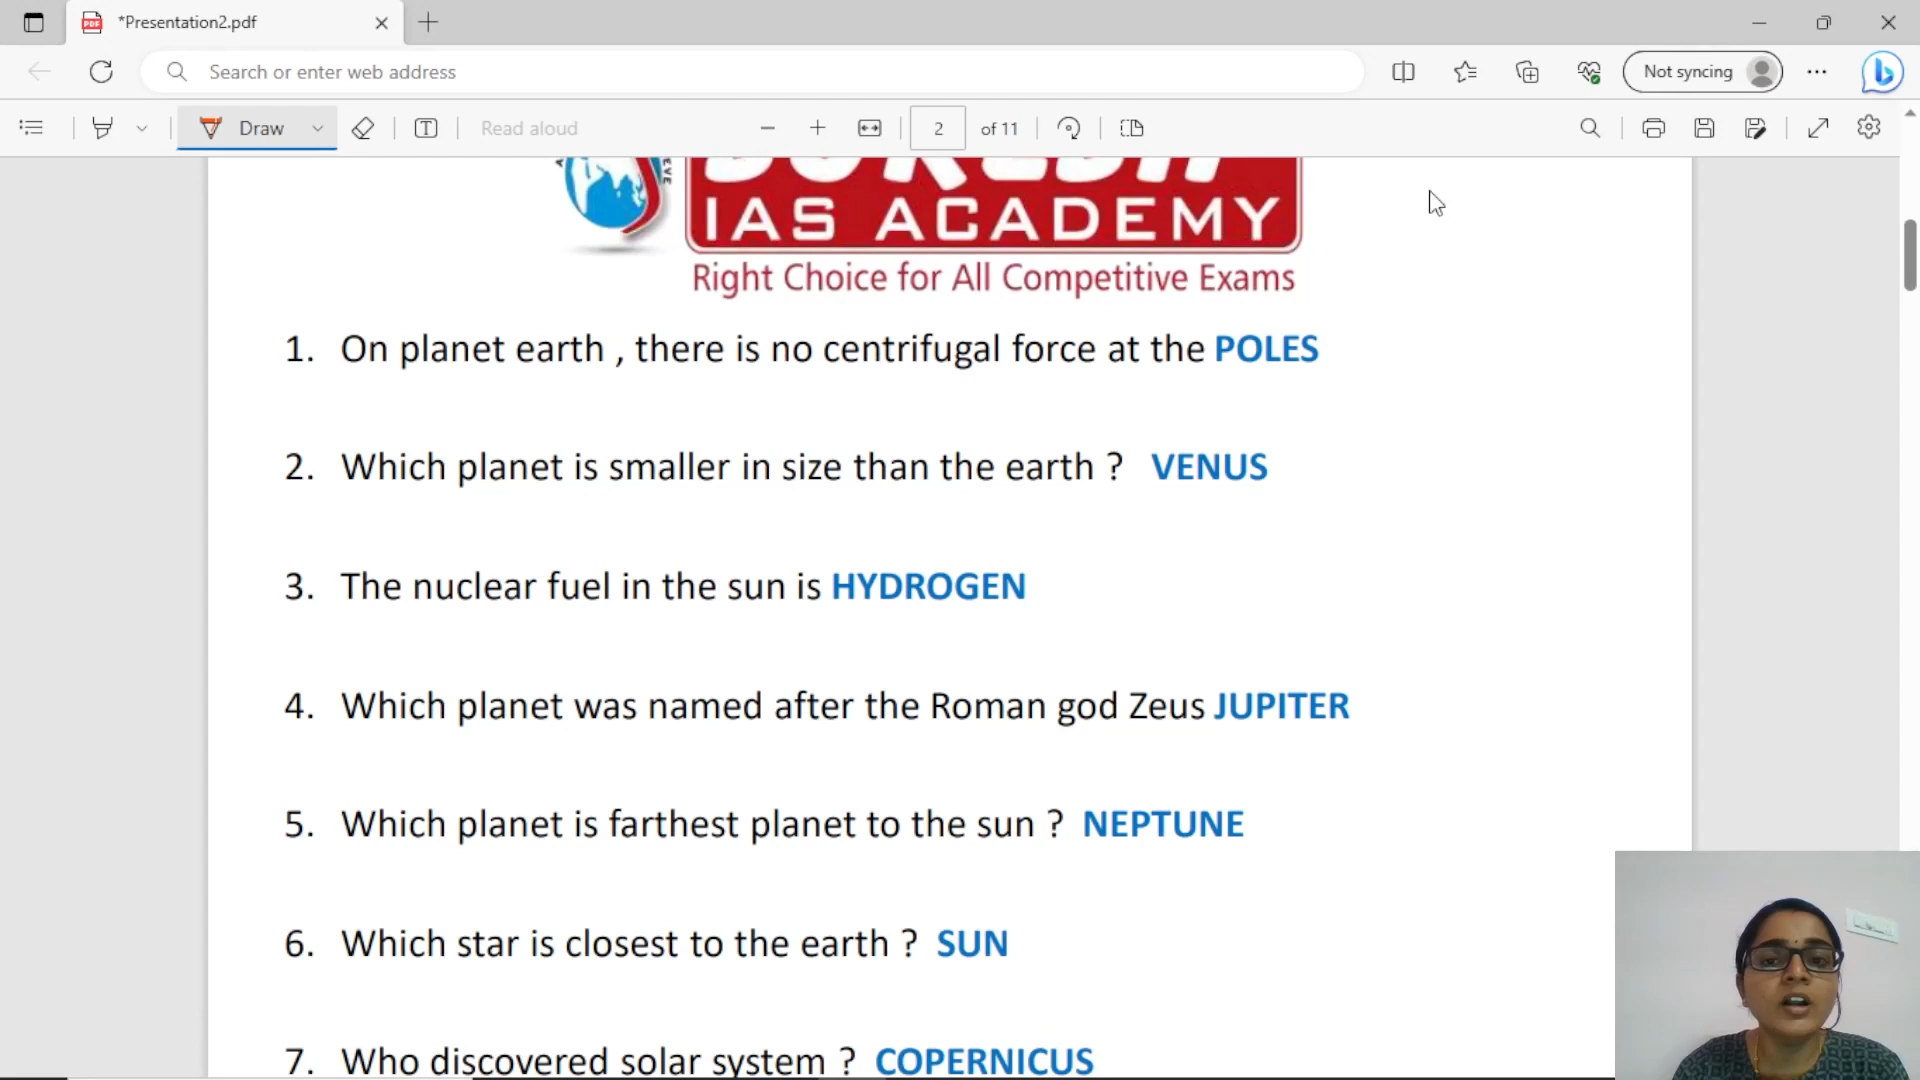 *Presentation2.pdf
Search or enter web address
Not syncing
Draw
Read aloud
2 of 11
IAS ACADEMY
Right Choice for All Competitive Exams
1. On planet earth , there is no centrifugal force at the POLES
2. Which planet is smaller in size than the earth ? VENUS
3. The nuclear fuel in the sun is HYDROGEN
4. Which planet was named after the Roman god Zeus JUPITER
5. Which planet is farthest planet to the sun ? NEPTUNE
6. Which star is closest to the earth ? SUN
7. Who discovered solar system ? COPERNICUS